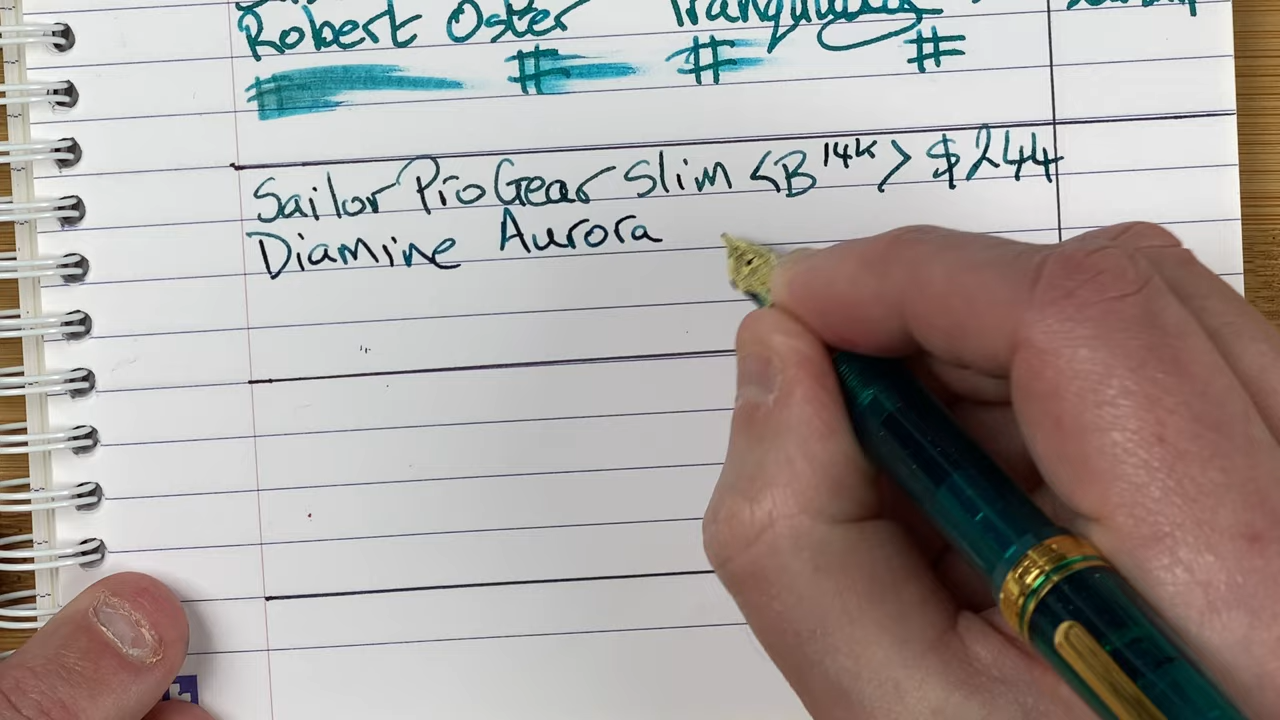 Robert Oster
# # #
Sailor Pro Gear Slim <B 14K> $244
Diamine Aurora